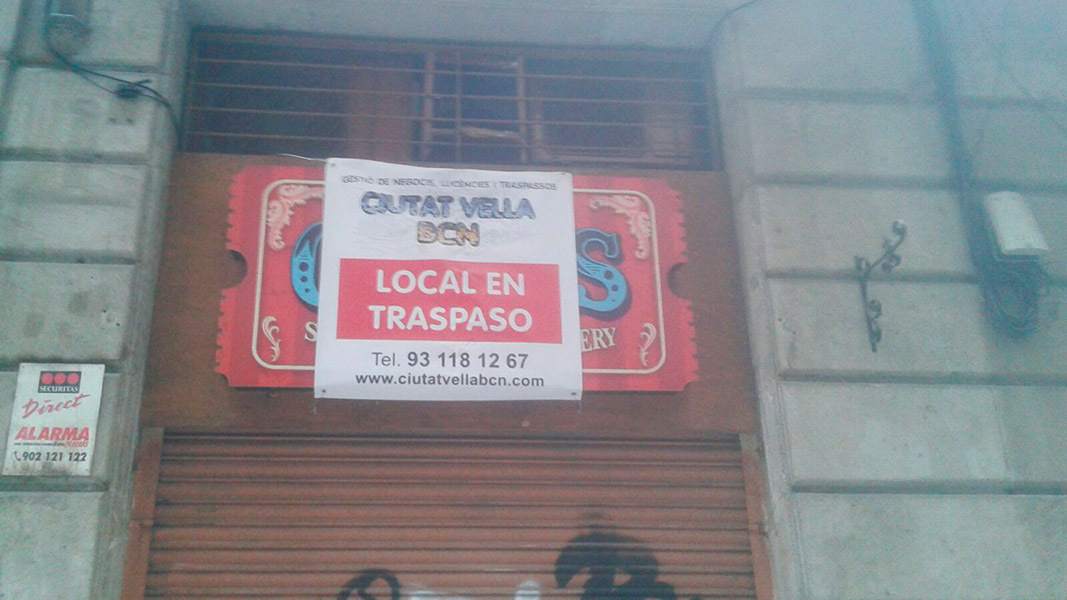 GESTIÓ DE NEGOCIS, LLICÈNCIES I TRASPASSOS
CIUTAT VELLA
BCN
LOCAL EN
TRASPASO
Tel. 93 118 12 67
www.ciutatvellabcn.com
S
ERY
SECURITAS
Direct
ALARMA
902 121 122